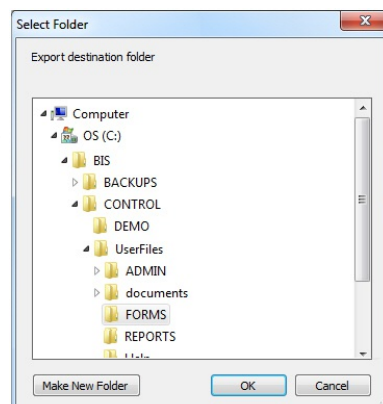 Select Folder
Export destination folder
Computer
OS (C:)
BIS
BACKUPS
CONTROL
DEMO
UserFiles
ADMIN
documents
FORMS
REPORTS
Make New Folder
OK
Cancel